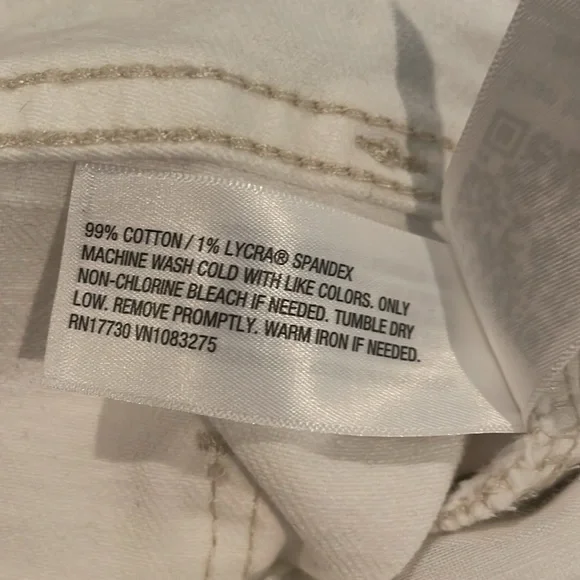 99% COTTON / 1% LYCRA® SPANDEX
MACHINE WASH COLD WITH LIKE COLORS. ONLY
NON-CHLORINE BLEACH IF NEEDED. TUMBLE DRY
LOW. REMOVE PROMPTLY. WARM IRON IF NEEDED.
RN17730 VN1083275